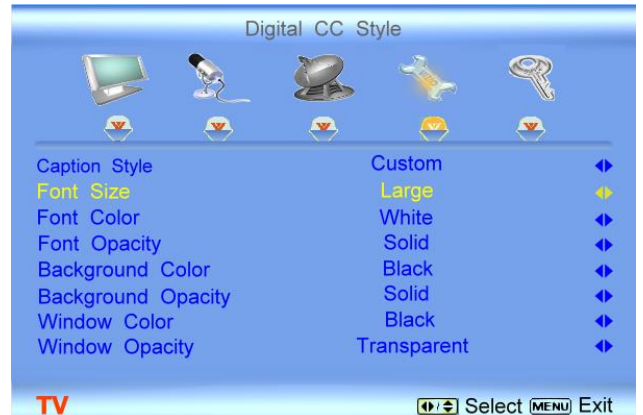 Digital CC Style
Caption Style Custom
Font Size Large
Font Color White
Font Opacity Solid
Background Color Black
Background Opacity Solid
Window Color Black
Window Opacity Transparent
TV Select MENU Exit